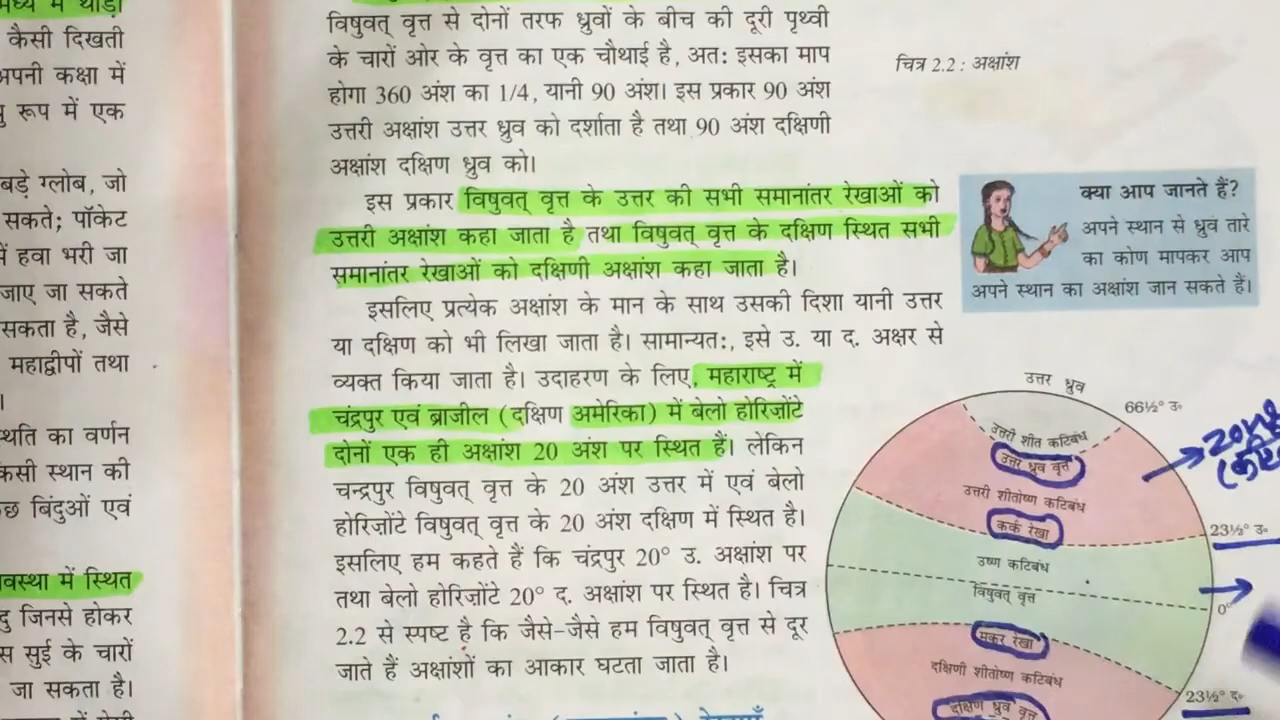 मध्य में थोड़ा
कैसी दिखती
अपनी कक्षा में
रूप में एक
बड़े ग्लोब, जो
सकते; पॉकेट
में हवा भरी जा
जाए जा सकते
सकता है, जैसे
महाद्वीपों तथा
।
स्थिति का वर्णन
किसी स्थान की
कुछ बिंदुओं एवं
वस्था में स्थित
दु जिनसे होकर
स सुई के चारों
जा सकता है।
विषुवत् वृत्त से दोनों तरफ ध्रुवों के बीच की दूरी पृथ्वी
के चारों ओर के वृत्त का एक चौथाई है, अतः इसका माप
होगा 360 अंश का 1/4, यानी 90 अंश। इस प्रकार 90 अंश
उत्तरी अक्षांश उत्तर ध्रुव को दर्शाता है तथा 90 अंश दक्षिणी
अक्षांश दक्षिण ध्रुव को।
इस प्रकार विषुवत् वृत्त के उत्तर की सभी समानांतर रेखाओं को
उत्तरी अक्षांश कहा जाता है तथा विषुवत् वृत्त के दक्षिण स्थित सभी
समानांतर रेखाओं को दक्षिणी अक्षांश कहा जाता है।
इसलिए प्रत्येक अक्षांश के मान के साथ उसकी दिशा यानी उत्तर
या दक्षिण को भी लिखा जाता है। सामान्यतः, इसे उ. या द. अक्षर से
व्यक्त किया जाता है। उदाहरण के लिए, महाराष्ट्र में
चंद्रपुर एवं ब्राजील (दक्षिण अमेरिका) में बेलो होरिज़ोंटे
दोनों एक ही अक्षांश 20 अंश पर स्थित हैं। लेकिन
चन्द्रपुर विषुवत् वृत्त के 20 अंश उत्तर में एवं बेलो
होरिज़ोंटे विषुवत् वृत्त के 20 अंश दक्षिण में स्थित है।
इसलिए हम कहते हैं कि चंद्रपुर 20° उ. अक्षांश पर
तथा बेलो होरिज़ोंटे 20° द. अक्षांश पर स्थित है। चित्र
2.2 से स्पष्ट है कि जैसे-जैसे हम विषुवत् वृत्त से दूर
जाते हैं अक्षांशों का आकार घटता जाता है।
चित्र 2.2 : अक्षांश
क्या आप जानते हैं?
अपने स्थान से ध्रुव तारे
का कोण मापकर आप
अपने स्थान का अक्षांश जान सकते हैं।
उत्तर ध्रुव
66½° उ॰
उत्तरी शीत कटिबंध
उत्तर ध्रुव वृत्त
उत्तरी शीतोष्ण कटिबंध
कर्क रेखा
23½° उ॰
उष्ण कटिबंध
विषुवत् वृत्त
0°
मकर रेखा
दक्षिणी शीतोष्ण कटिबंध
23½° द॰
दक्षिण ध्रुव वृत्त